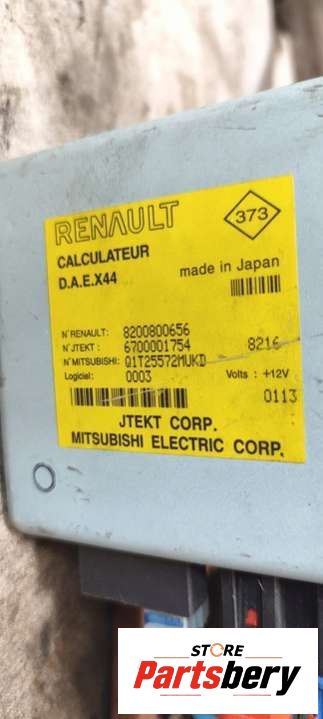 RENAULT
373
CALCULATEUR
made in Japan
D.A.E.X44
N°RENAULT: 8200800656
N°JTEKT : 6700001754 8216
N°MITSUBISHI: Q1T25572MUKD
Logiciel: 0003 Volts : +12V
0113
JTEKT CORP.
MITSUBISHI ELECTRIC CORP.
STORE
Partsbery